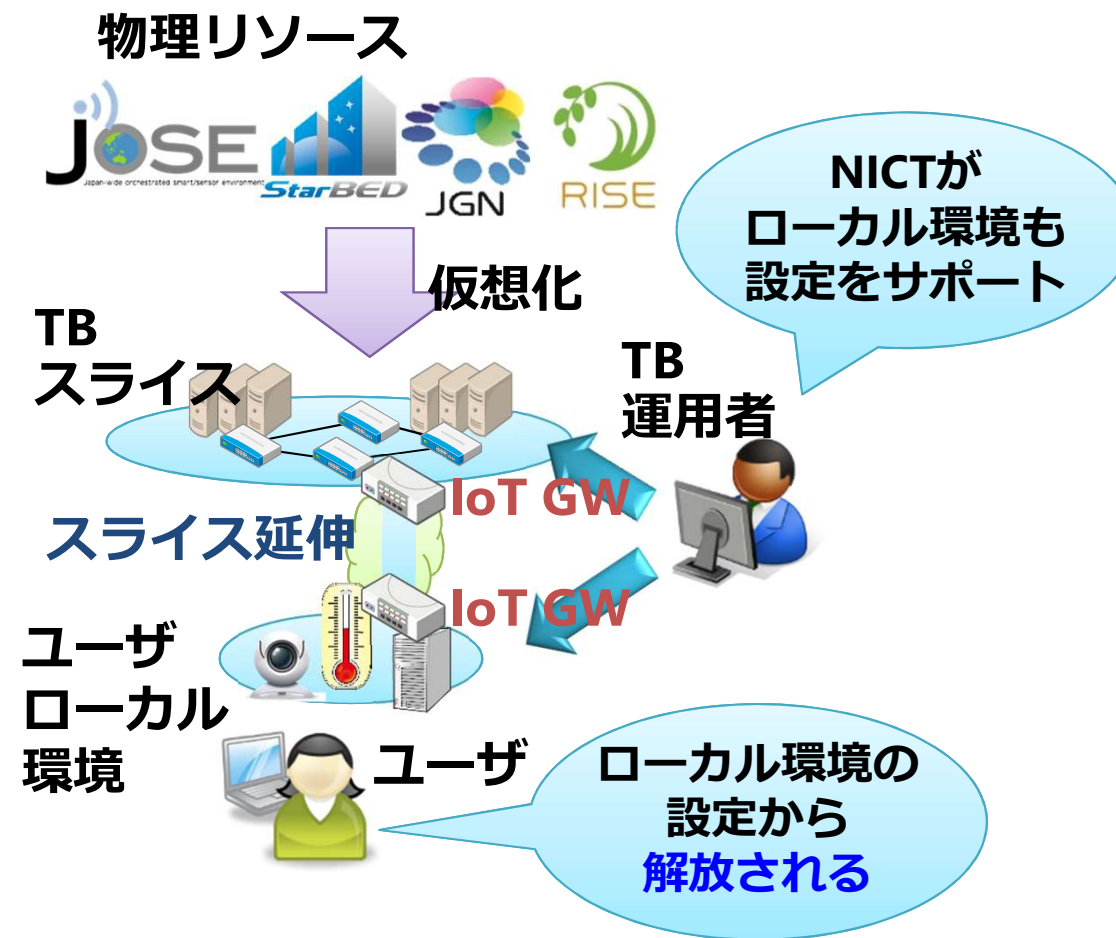 物理リソース
JOSE
Japan-wide orchestrated smart/sensor environment
StarBED
JGN
RISE
NICTが
ローカル環境も
設定をサポート
仮想化
TB
スライス
TB
運用者
IoT GW
スライス延伸
IoT GW
ユーザ
ローカル
環境
ユーザ
ローカル環境の
設定から
解放される